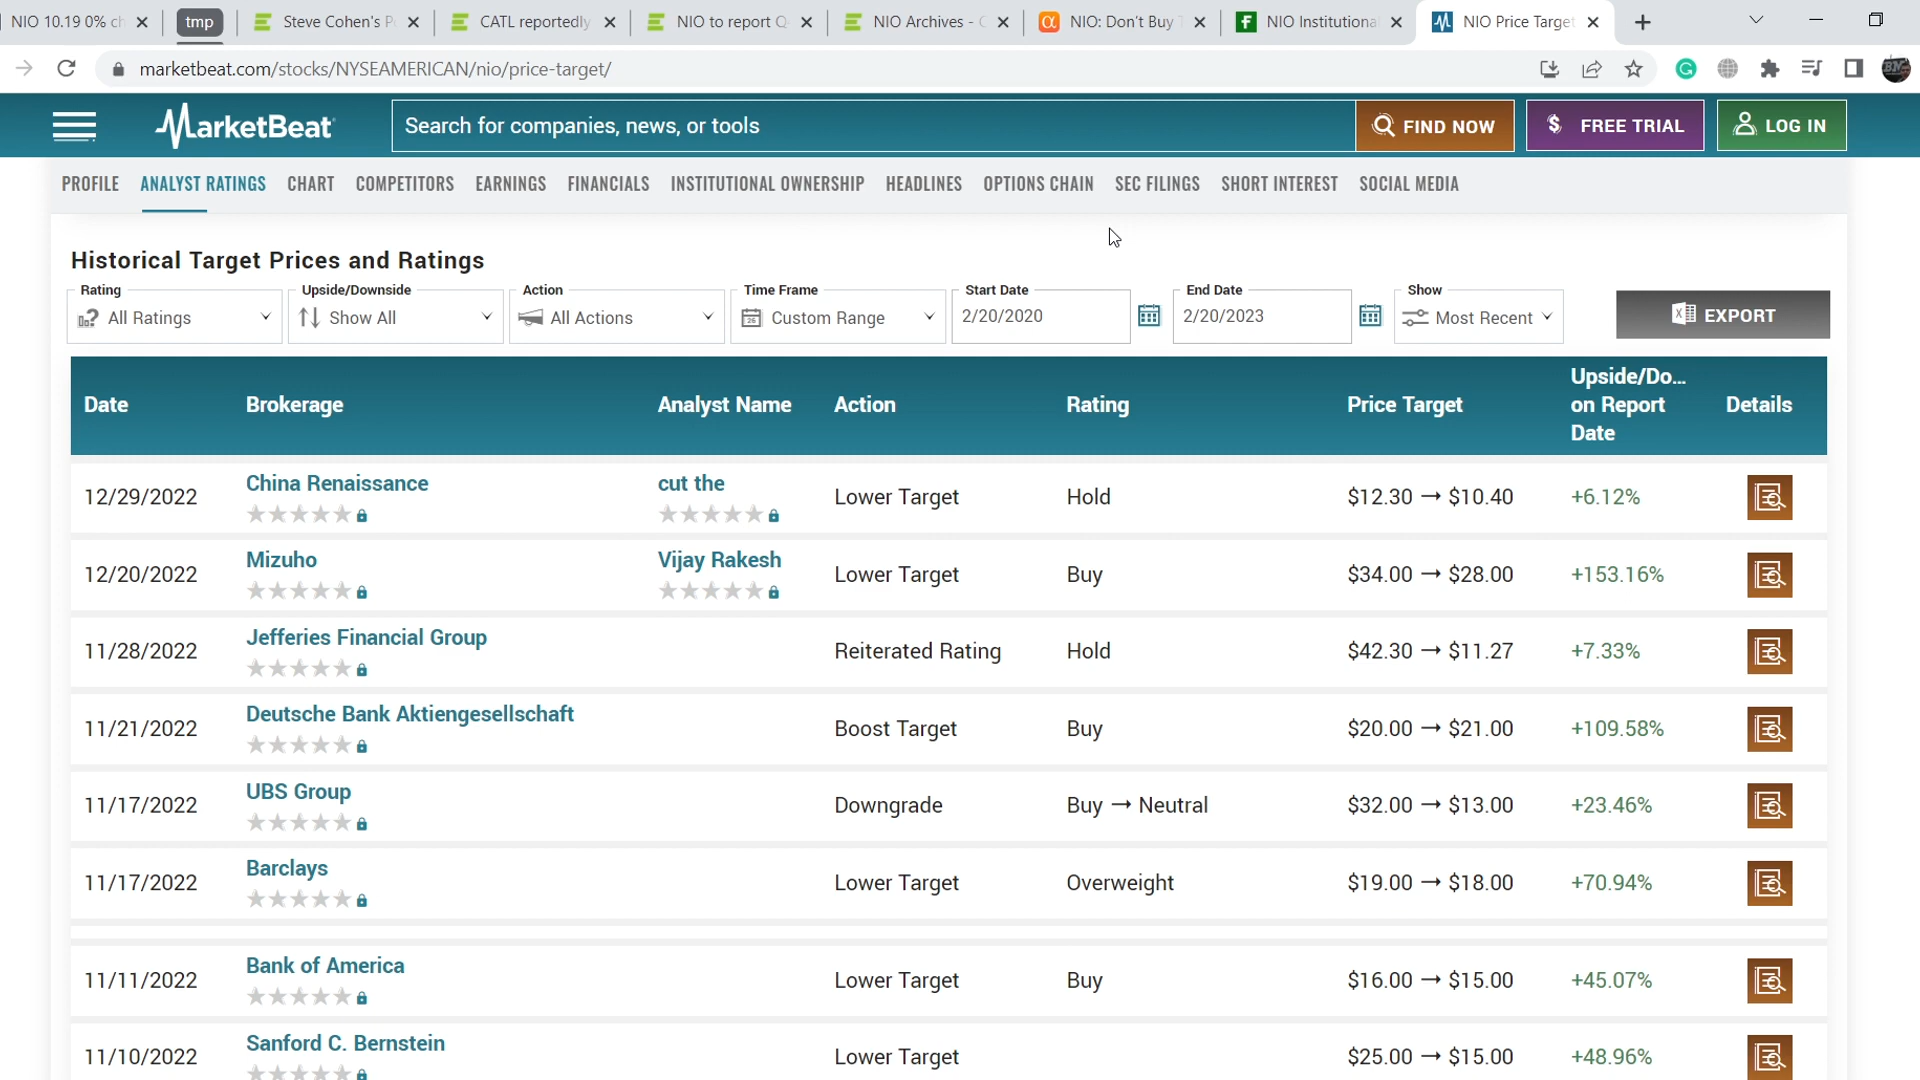 NIO 10.19 0% ch
tmp
Steve Cohen's P
CATL reportedly
NIO to report Q
NIO Archives - C
NIO: Don't Buy T
NIO Institutiona
NIO Price Target
marketbeat.com/stocks/NYSEAMERICAN/nio/price-target/
MarketBeat
Search for companies, news, or tools
FIND NOW
$ FREE TRIAL
LOG IN
PROFILE ANALYST RATINGS CHART COMPETITORS EARNINGS FINANCIALS INSTITUTIONAL OWNERSHIP HEADLINES OPTIONS CHAIN SEC FILINGS SHORT INTEREST SOCIAL MEDIA
Historical Target Prices and Ratings
Rating Upside/Downside Action Time Frame Start Date End Date Show
All Ratings Show All All Actions Custom Range 2/20/2020 2/20/2023 Most Recent EXPORT
Date Brokerage Analyst Name Action Rating Price Target Upside/Do... on Report Date Details
12/29/2022 China Renaissance cut the Lower Target Hold $12.30 → $10.40 +6.12%
12/20/2022 Mizuho Vijay Rakesh Lower Target Buy $34.00 → $28.00 +153.16%
11/28/2022 Jefferies Financial Group Reiterated Rating Hold $42.30 → $11.27 +7.33%
11/21/2022 Deutsche Bank Aktiengesellschaft Boost Target Buy $20.00 → $21.00 +109.58%
11/17/2022 UBS Group Downgrade Buy → Neutral $32.00 → $13.00 +23.46%
11/17/2022 Barclays Lower Target Overweight $19.00 → $18.00 +70.94%
11/11/2022 Bank of America Lower Target Buy $16.00 → $15.00 +45.07%
11/10/2022 Sanford C. Bernstein Lower Target $25.00 → $15.00 +48.96%